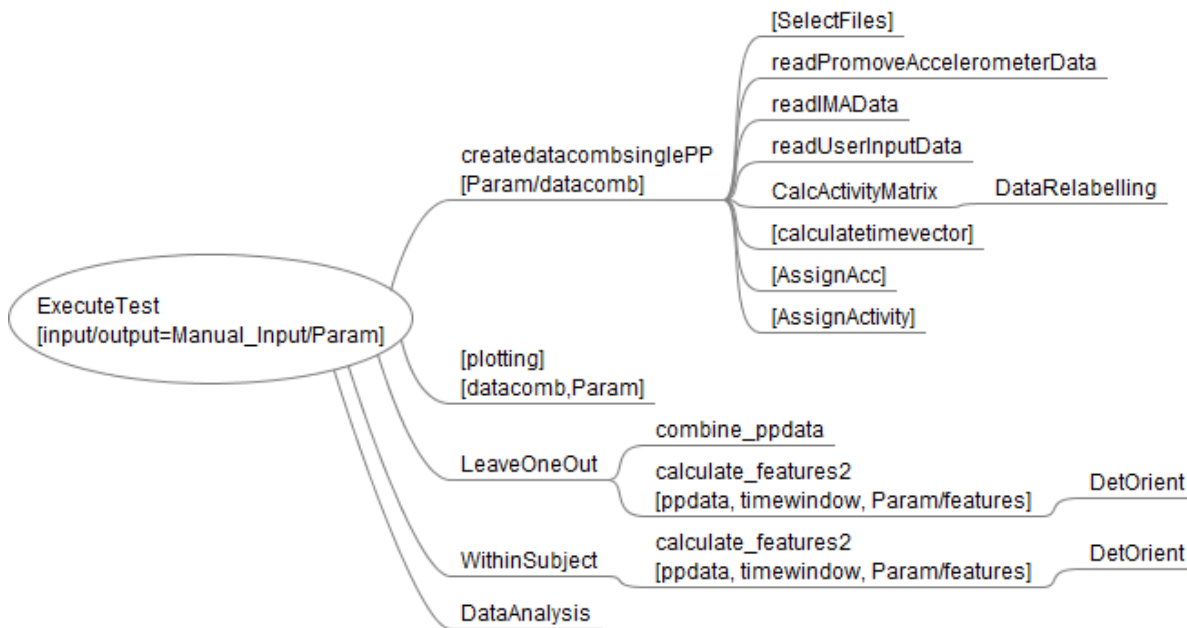 ExecuteTest
[input/output=Manual_Input/Param]
createdatacombsinglePP
[Param/datacomb]
[SelectFiles]
readPromoveAccelerometerData
readIMAData
readUserInputData
CalcActivityMatrix
DataRelabelling
[calculatetimevector]
[AssignAcc]
[AssignActivity]
[plotting]
[datacomb,Param]
LeaveOneOut
combine_ppdata
calculate_features2
[ppdata, timewindow, Param/features]
DetOrient
WithinSubject
calculate_features2
[ppdata, timewindow, Param/features]
DetOrient
DataAnalysis